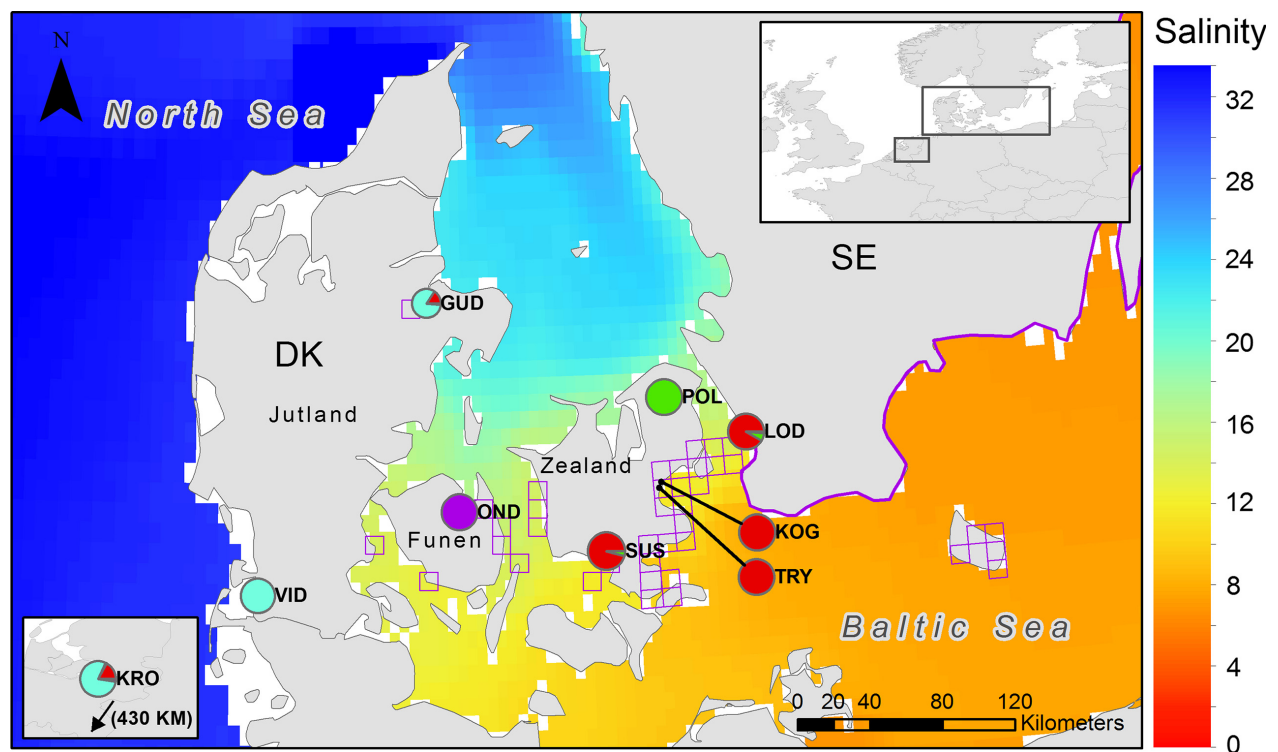 Salinity
N
North Sea
32
28
24
20
16
12
8
4
0
SE
GUD
DK
Jutland
POL
LOD
Zealand
OND
KOG
Funen
SUS
TRY
VID
Baltic Sea
KRO
(430 KM)
0 20 40 80 120
Kilometers